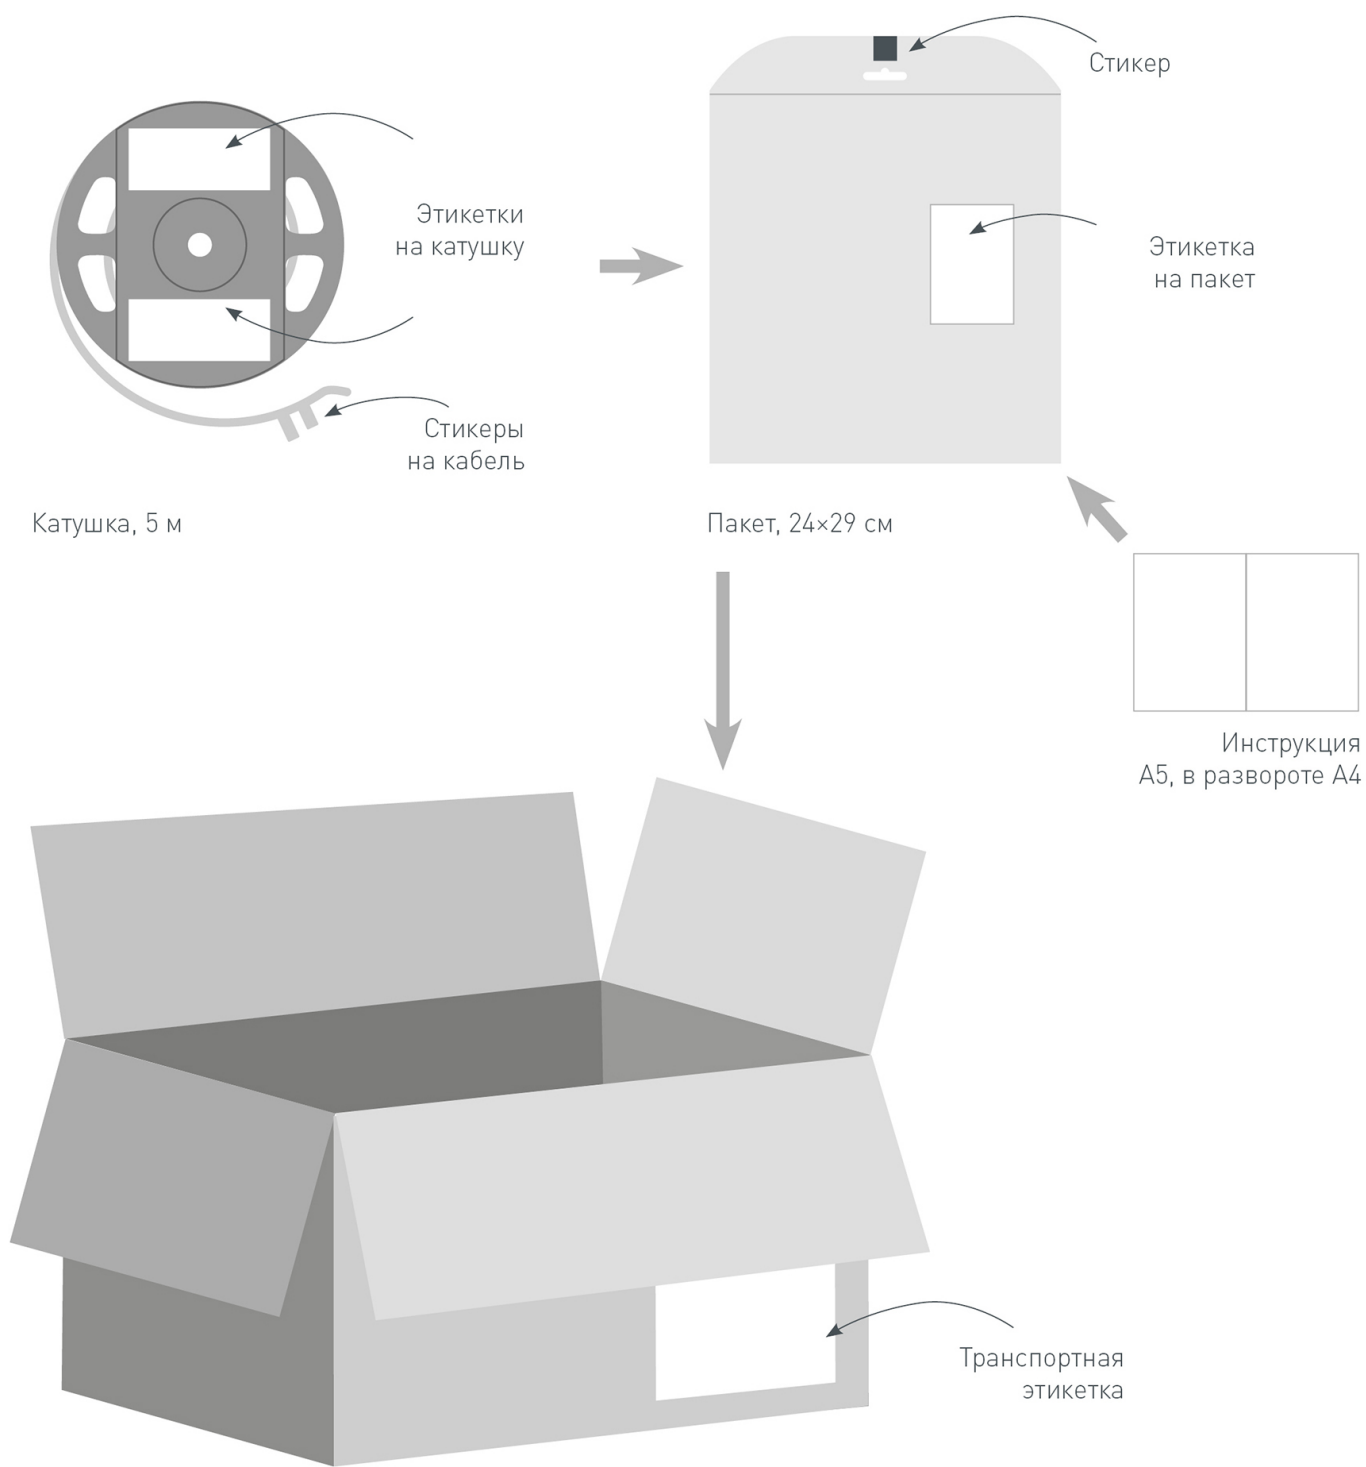 Стикер
Этикетки
на катушку
Этикетка
на пакет
Стикеры
на кабель
Катушка, 5 м
Пакет, 24×29 см
Инструкция
А5, в развороте А4
Транспортная
этикетка